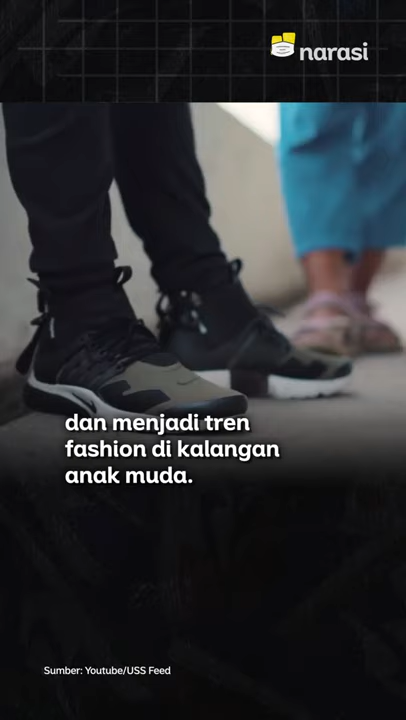 narasi
dan menjadi tren
fashion di kalangan
anak muda.
Sumber: Youtube/USS Feed